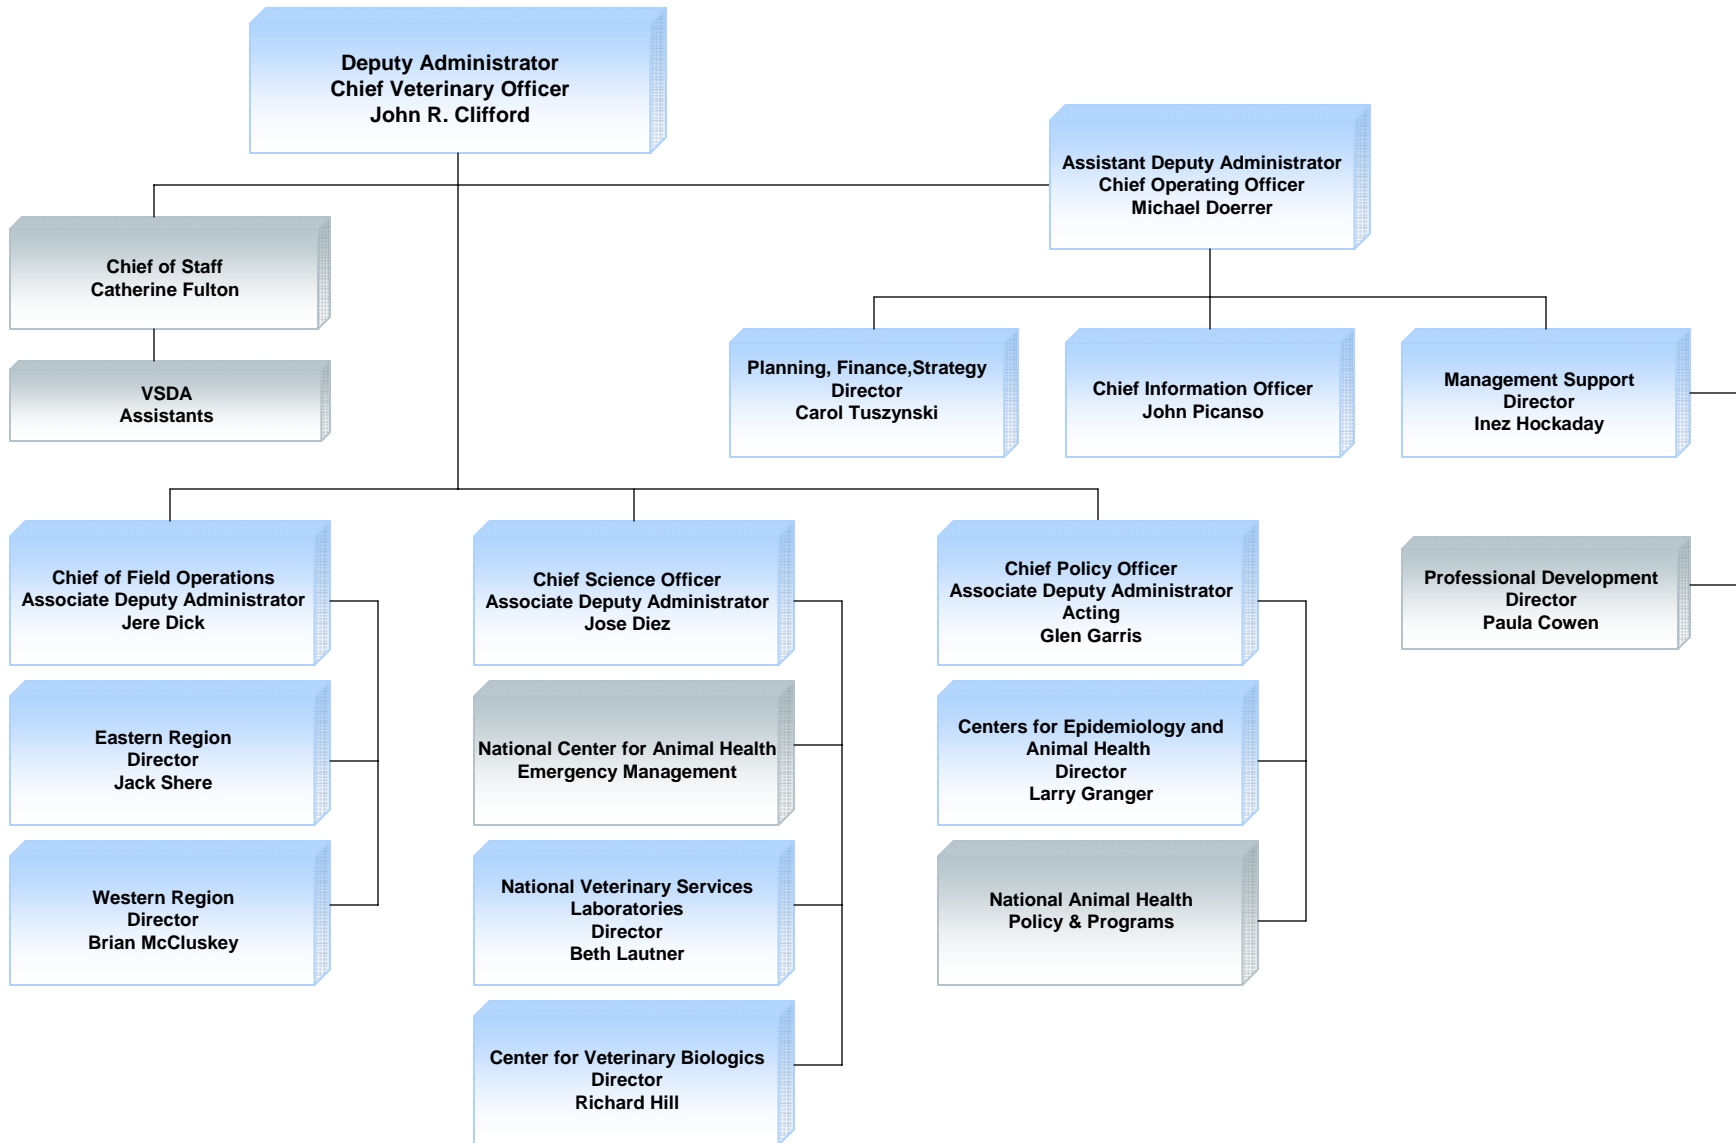 Deputy Administrator
Chief Veterinary Officer
John R. Clifford
Assistant Deputy Administrator
Chief Operating Officer
Michael Doerrer
Chief of Staff
Catherine Fulton
VSDA
Assistants
Planning, Finance,Strategy
Director
Carol Tuszynski
Chief Information Officer
John Picanso
Management Support
Director
Inez Hockaday
Chief of Field Operations
Associate Deputy Administrator
Jere Dick
Chief Science Officer
Associate Deputy Administrator
Jose Diez
Chief Policy Officer
Associate Deputy Administrator
Acting
Glen Garris
Professional Development
Director
Paula Cowen
Eastern Region
Director
Jack Shere
National Center for Animal Health
Emergency Management
Centers for Epidemiology and
Animal Health
Director
Larry Granger
Western Region
Director
Brian McCluskey
National Veterinary Services
Laboratories
Director
Beth Lautner
National Animal Health
Policy & Programs
Center for Veterinary Biologics
Director
Richard Hill